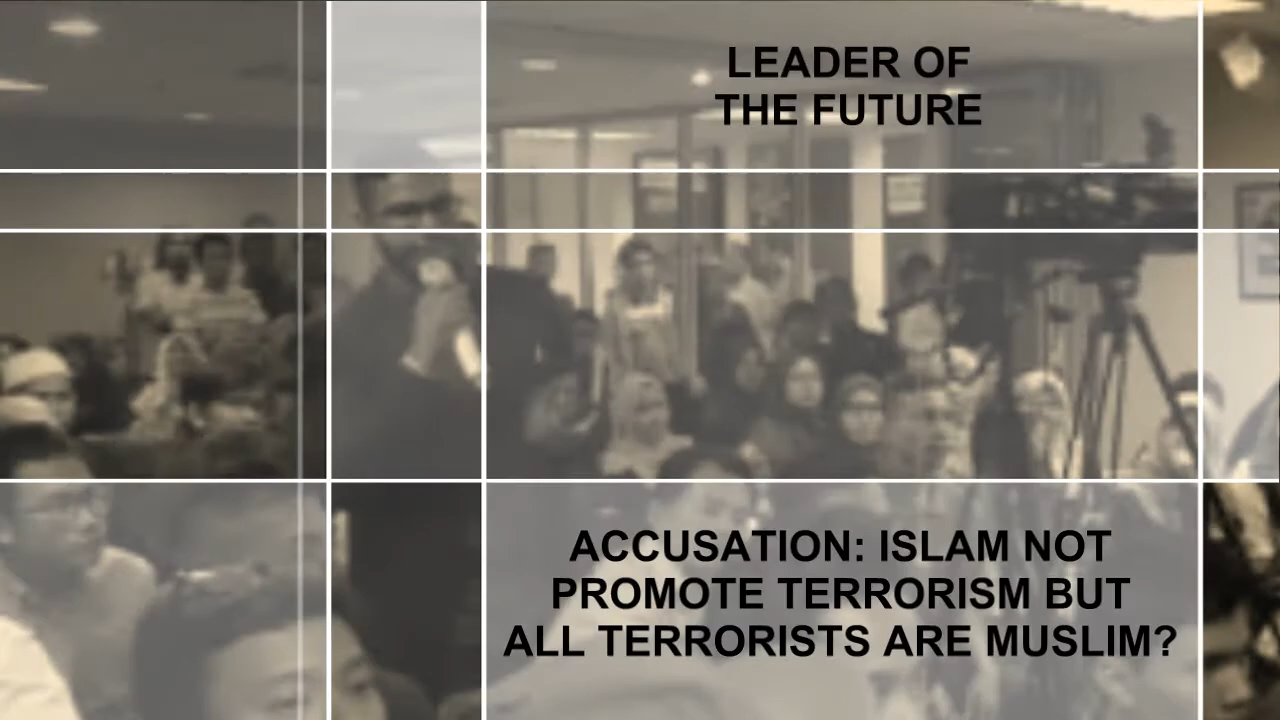 LEADER OF
THE FUTURE
ACCUSATION: ISLAM NOT
PROMOTE TERRORISM BUT
ALL TERRORISTS ARE MUSLIM?